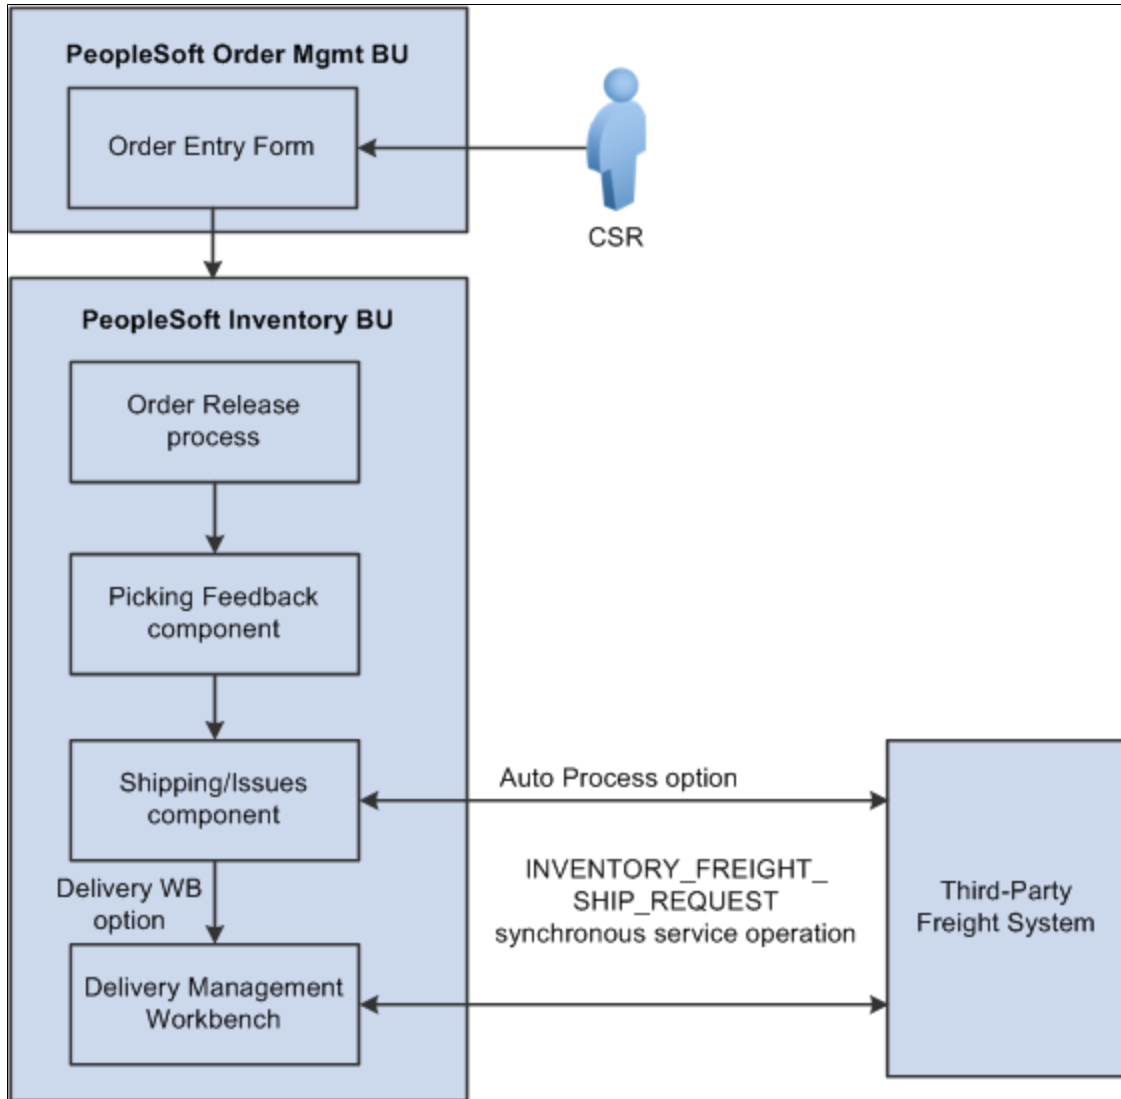 PeopleSoft Order Mgmt BU
Order Entry Form
CSR
PeopleSoft Inventory BU
Order Release
process
Picking Feedback
component
Shipping/Issues
component
Auto Process option
Delivery WB
option
INVENTORY_FREIGHT_
SHIP_REQUEST
synchronous service operation
Third-Party
Freight System
Delivery Management
Workbench